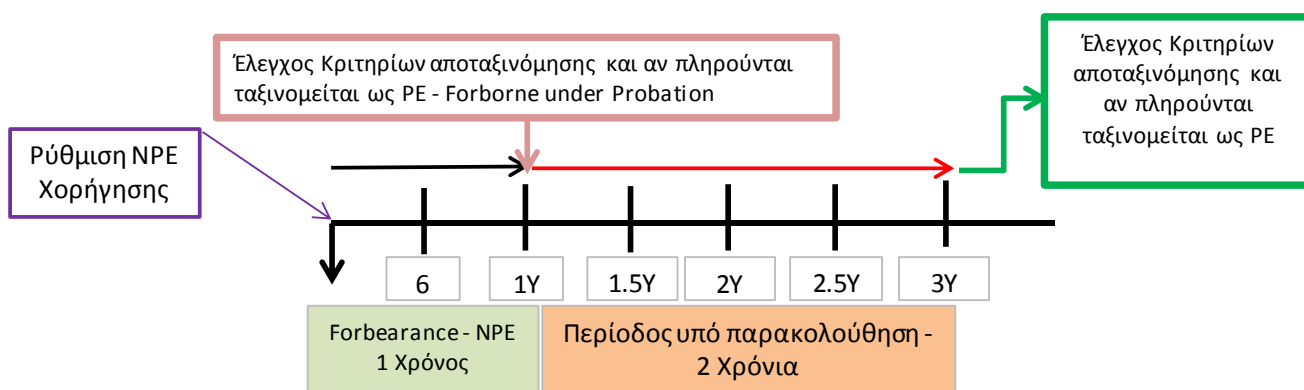 Έλεγχος Κριτηρίων αποταξινόμησης και αν πληρούνται
ταξινομείται ως PE - Forborne under Probation
Έλεγχος Κριτηρίων
αποταξινόμησης και
αν πληρούνται
ταξινομείται ως PE
Ρύθμιση NPE
Χορήγησης
6
1Y
1.5Y
2Y
2.5Y
3Y
Forbearance - NPE
1 Χρόνος
Περίοδος υπό παρακολούθηση -
2 Χρόνια